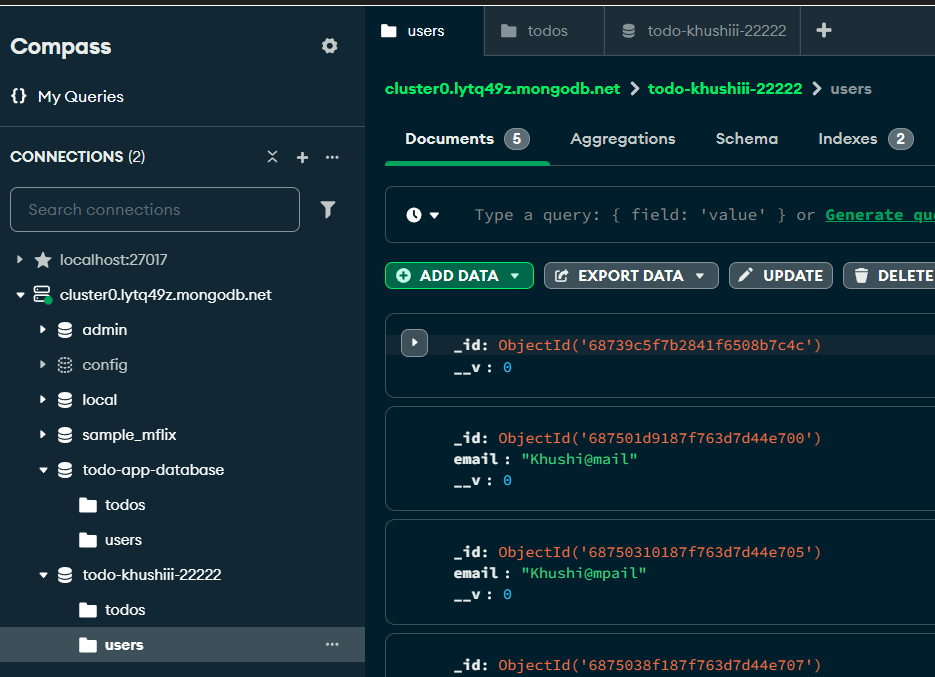 Compass
{} My Queries
CONNECTIONS (2)
Search connections
localhost:27017
cluster0.lytq49z.mongodb.net
admin
config
local
sample_mflix
todo-app-database
todos
users
todo-khushiii-22222
todos
users
users
todos
todo-khushiii-22222
cluster0.lytq49z.mongodb.net > todo-khushiii-22222 > users
Documents 5 Aggregations Schema Indexes 2
Type a query: { field: 'value' } or Generate que
ADD DATA EXPORT DATA UPDATE DELETE
_id: ObjectId('68739c5f7b2841f6508b7c4c')
__v : 0
_id: ObjectId('687501d9187f763d7d44e700')
email : "Khushi@mail"
__v : 0
_id: ObjectId('68750310187f763d7d44e705')
email : "Khushi@mpail"
__v : 0
_id: ObjectId('6875038f187f763d7d44e707')